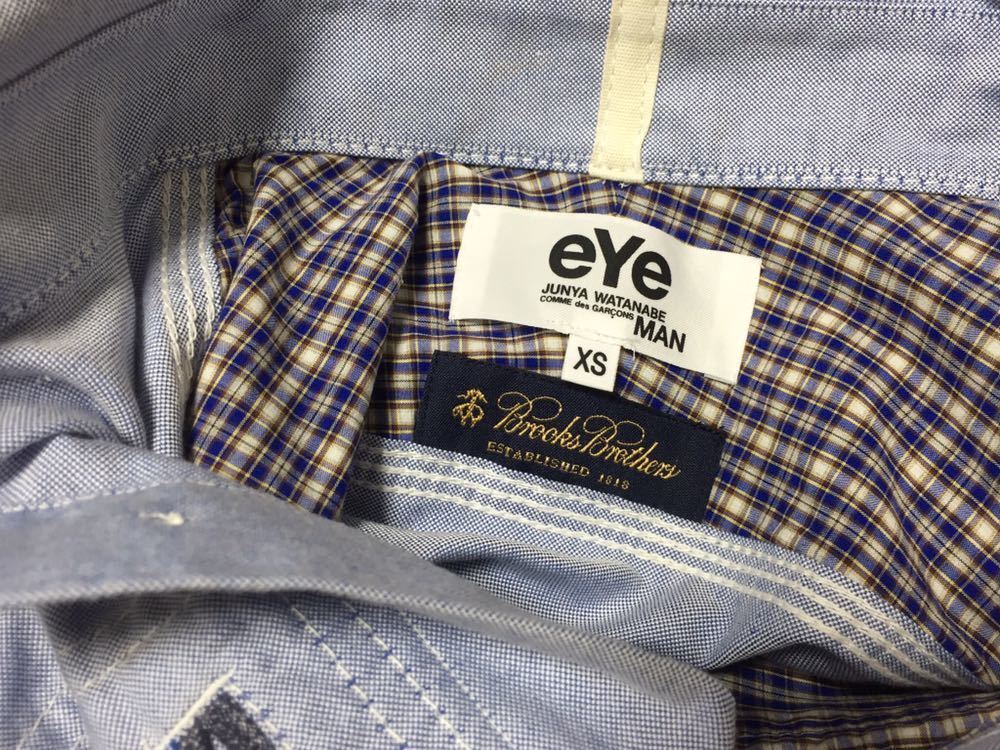 eYe
JUNYA WATANABE
COMME des GARÇONS
MAN
XS
Brooks Brothers
ESTABLISHED 1818